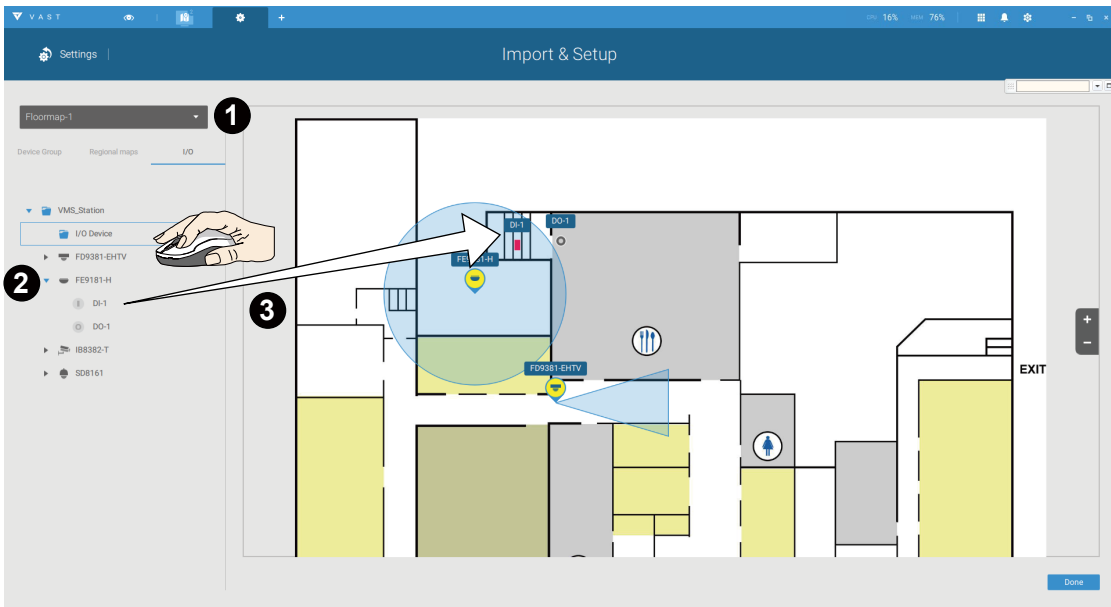 VAST
CPU 16% MEM 76%
Settings
Import & Setup
Floormap-1
1
Device Group Regional maps I/O
VMS_Station
I/O Device
FD9381-EHTV
2
FE9181-H
DI-1
DO-1
IB8382-T
SD8161
3
DI-1
DO-1
FD9381-EHTV
EXIT
+
-
Done